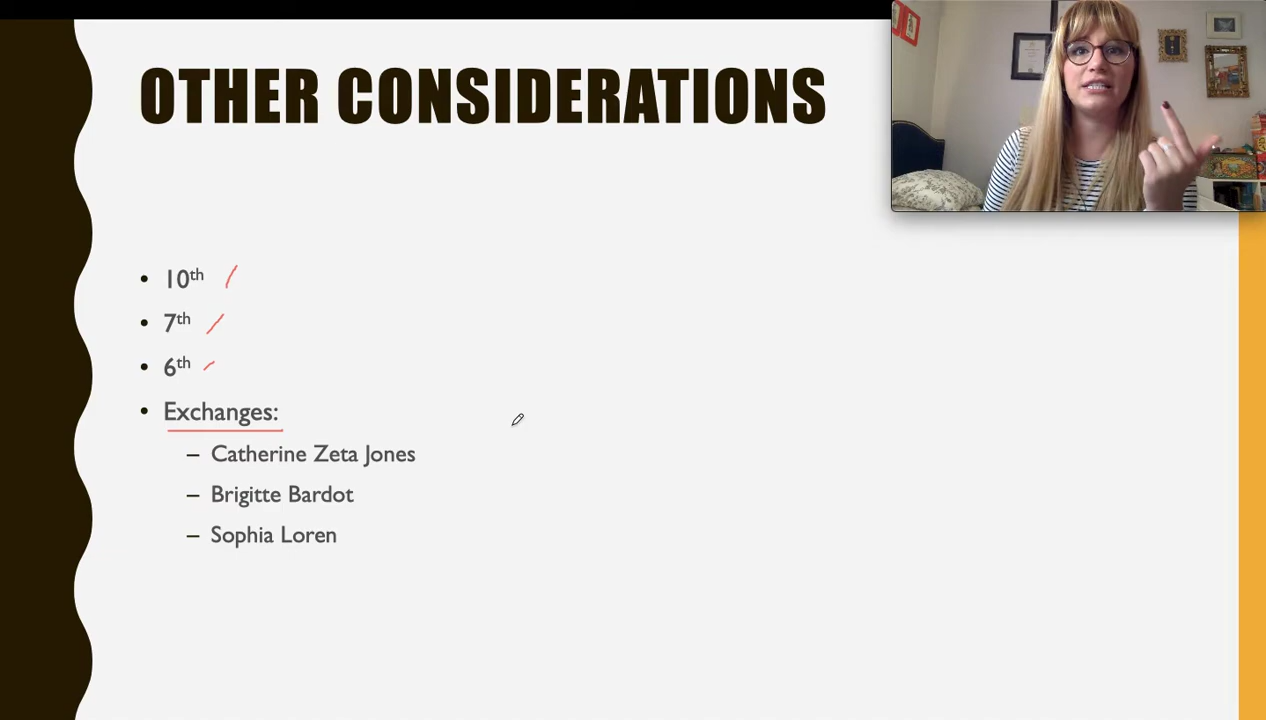 OTHER CONSIDERATIONS
• 10th
• 7th
• 6th
• Exchanges:
– Catherine Zeta Jones
– Brigitte Bardot
– Sophia Loren